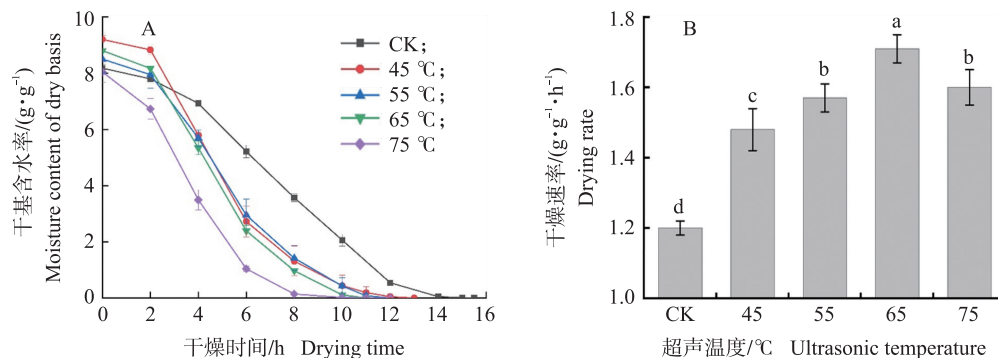 A
干基含水率/(g·g⁻¹)
Moisture content of dry basis
10
8
6
4
2
0
CK；
45 ℃；
55 ℃；
65 ℃；
75 ℃
0 2 4 6 8 10 12 14 16
干燥时间/h Drying time
B
干燥速率/(g·g⁻¹·h⁻¹)
Drying rate
1.8
1.6
1.4
1.2
1.0
d
c
b
a
b
CK 45 55 65 75
超声温度/℃ Ultrasonic temperature